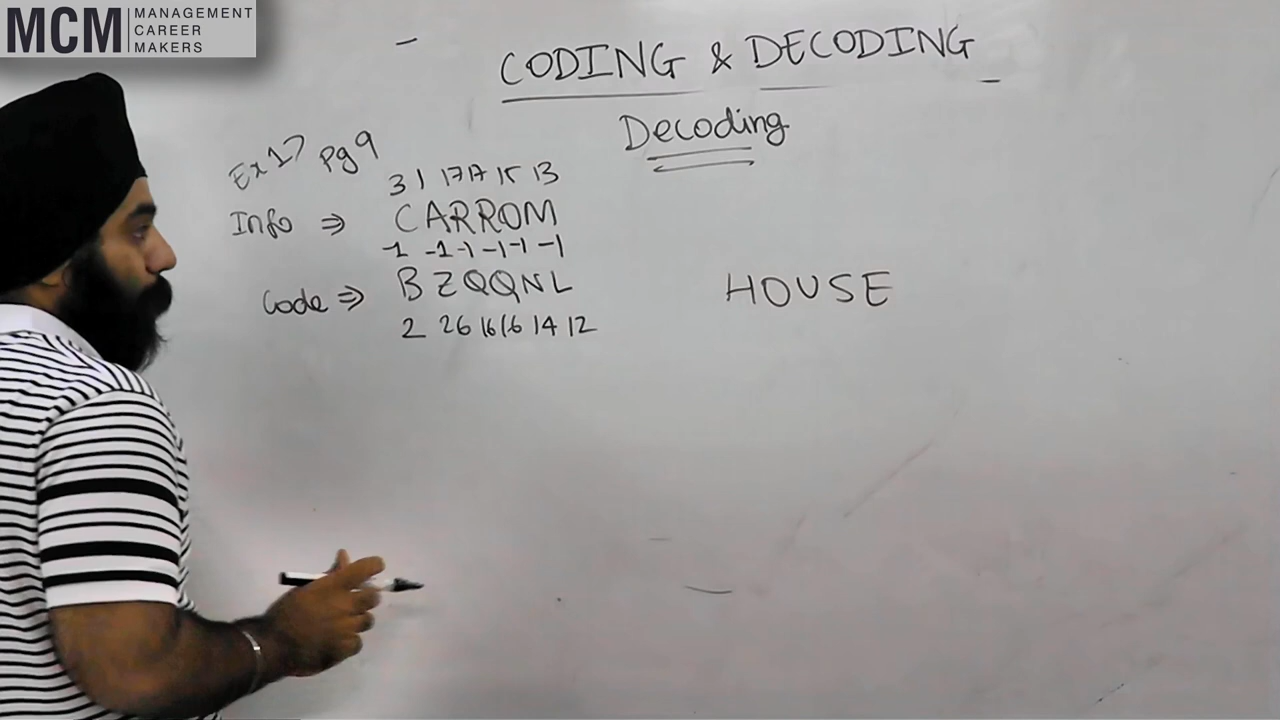 MCM MANAGEMENT
CAREER
MAKERS
CODING & DECODING
Decoding
Ex 17 Pg 9
3 1 17 17 15 13
Info ⇒ CARROM
-1 -1 -1 -1 -1 -1
Code ⇒ BZQQNL
HOUSE
2 26 16 16 14 12